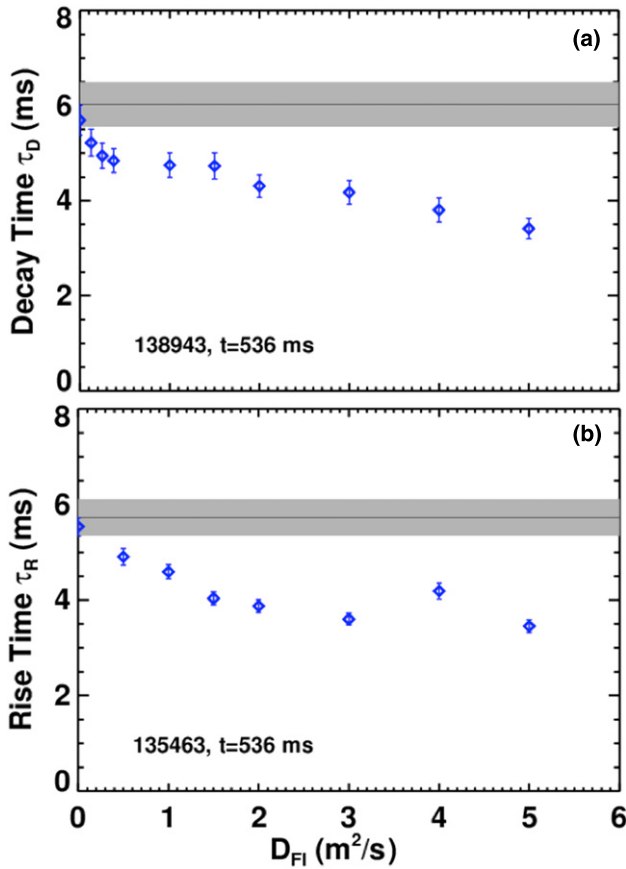 (a)
8
6
4
2
0
Decay Time τD (ms)
138943, t=536 ms
(b)
8
6
4
2
0
Rise Time τR (ms)
135463, t=536 ms
0 1 2 3 4 5 6
DFI (m²/s)